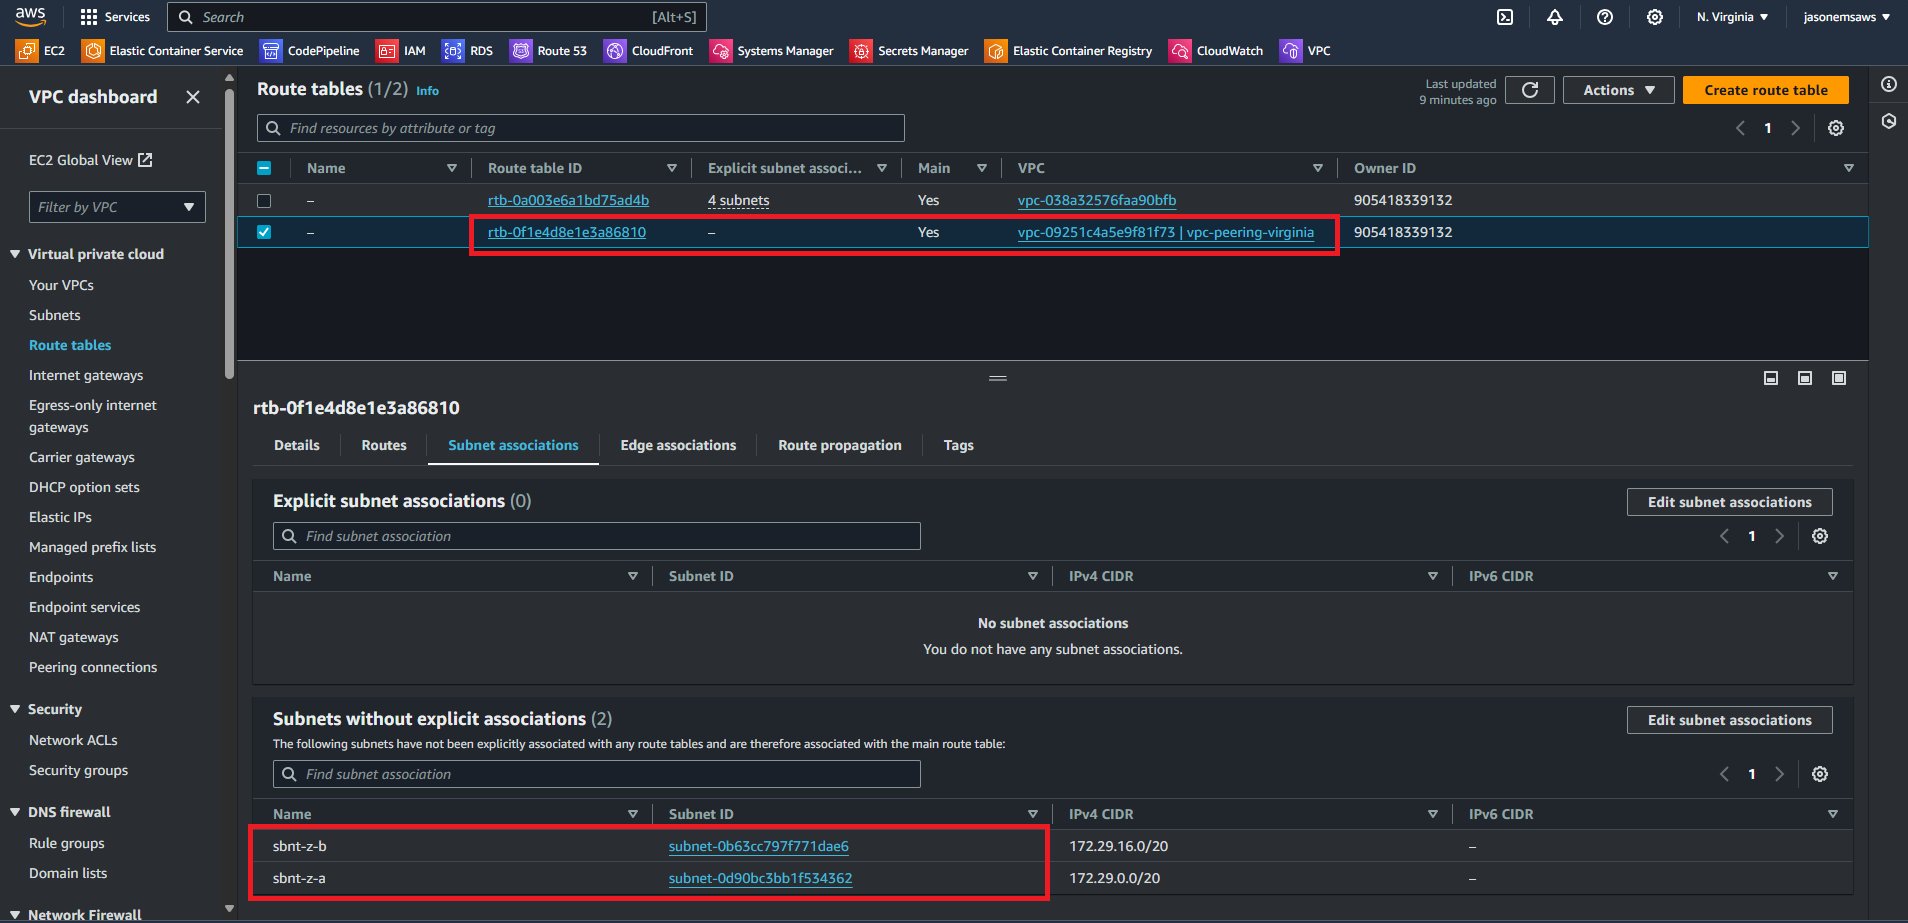 aws Services Search [Alt+S] N. Virginia ▼ jasonemsaws ▼
EC2 Elastic Container Service CodePipeline IAM RDS Route 53 CloudFront Systems Manager Secrets Manager Elastic Container Registry CloudWatch VPC
VPC dashboard
EC2 Global View
Filter by VPC
Virtual private cloud
Your VPCs
Subnets
Route tables
Internet gateways
Egress-only internet
gateways
Carrier gateways
DHCP option sets
Elastic IPs
Managed prefix lists
Endpoints
Endpoint services
NAT gateways
Peering connections
Security
Network ACLs
Security groups
DNS firewall
Rule groups
Domain lists
Network Firewall
Route tables (1/2) Info
Last updated
9 minutes ago
Actions
Create route table
Find resources by attribute or tag
1
Name Route table ID Explicit subnet associ... Main VPC Owner ID
– rtb-0a003e6a1bd75ad4b 4 subnets Yes vpc-038a32576faa90bfb 905418339132
– rtb-0f1e4d8e1e3a86810 – Yes vpc-09251c4a5e9f81f73 | vpc-peering-virginia 905418339132
rtb-0f1e4d8e1e3a86810
Details Routes Subnet associations Edge associations Route propagation Tags
Explicit subnet associations (0)
Edit subnet associations
Find subnet association
1
Name Subnet ID IPv4 CIDR IPv6 CIDR
No subnet associations
You do not have any subnet associations.
Subnets without explicit associations (2)
Edit subnet associations
The following subnets have not been explicitly associated with any route tables and are therefore associated with the main route table:
Find subnet association
1
Name Subnet ID IPv4 CIDR IPv6 CIDR
sbnt-z-b subnet-0b63cc797f771dae6 172.29.16.0/20 –
sbnt-z-a subnet-0d90bc3bb1f534362 172.29.0.0/20 –